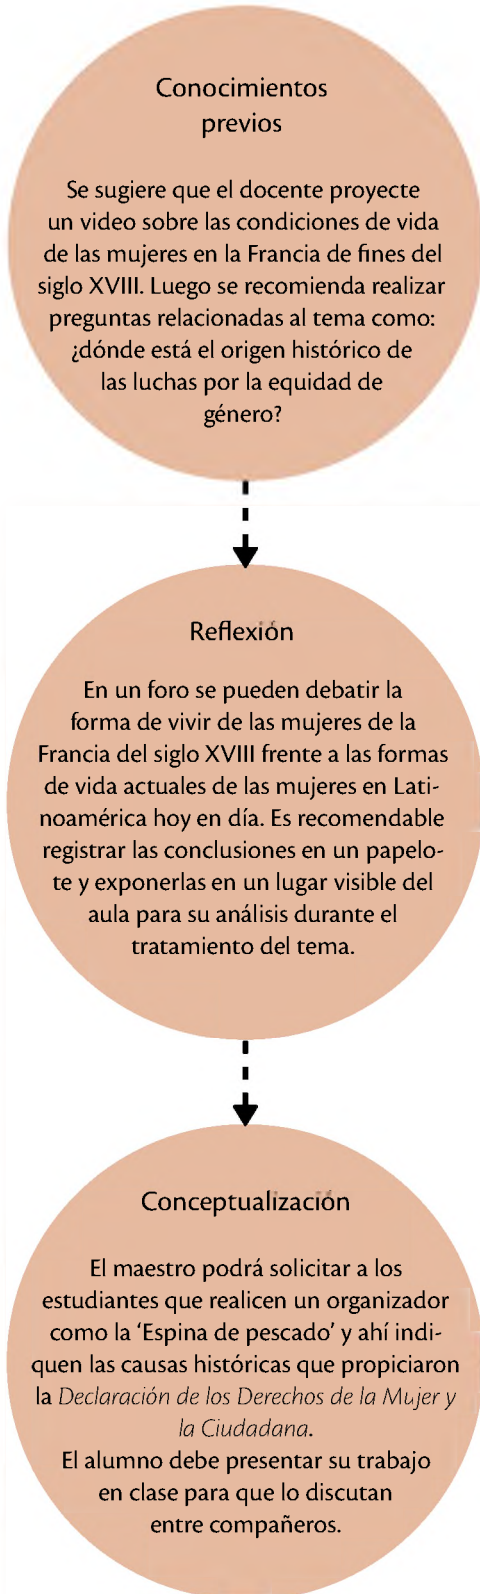 Conocimientos
previos
Se sugiere que el docente proyecte
un video sobre las condiciones de vida
de las mujeres en la Francia de fines del
siglo XVIII. Luego se recomienda realizar
preguntas relacionadas al tema como:
¿dónde está el origen histórico de
las luchas por la equidad de
género?
Reflexión
En un foro se pueden debatir la
forma de vivir de las mujeres de la
Francia del siglo XVIII frente a las formas
de vida actuales de las mujeres en Lati-
noamérica hoy en día. Es recomendable
registrar las conclusiones en un papelo-
te y exponerlas en un lugar visible del
aula para su análisis durante el
tratamiento del tema.
Conceptualización
El maestro podrá solicitar a los
estudiantes que realicen un organizador
como la ‘Espina de pescado’ y ahí indi-
quen las causas históricas que propiciaron
la Declaración de los Derechos de la Mujer y
la Ciudadana.
El alumno debe presentar su trabajo
en clase para que lo discutan
entre compañeros.